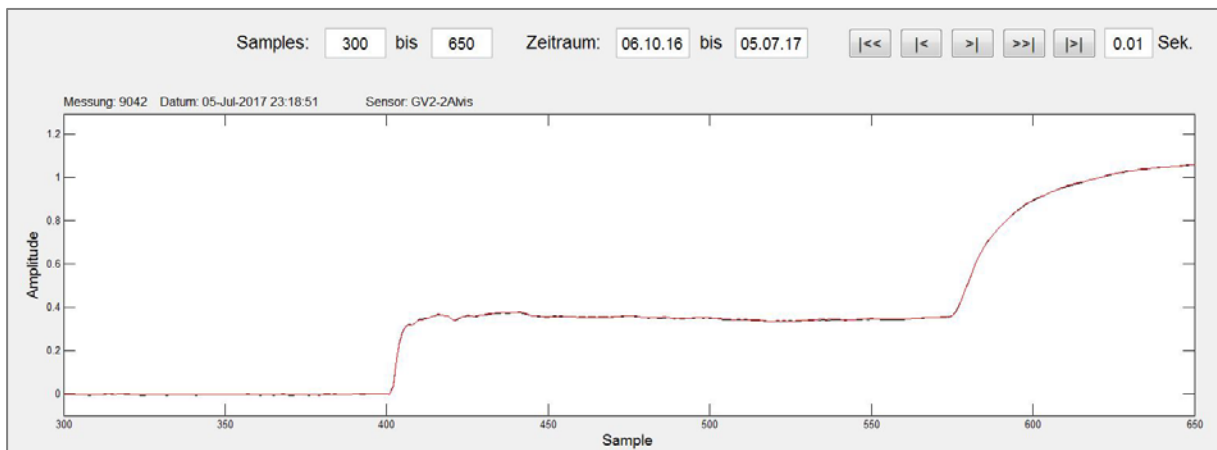 Samples: 300 bis 650 Zeitraum: 06.10.16 bis 05.07.17 |<< |< >| >>| |>| 0.01 Sek.
Messung: 9042 Datum: 05-Jul-2017 23:18:51 Sensor: GV2-2Alvis
1.2
1
0.8
0.6
0.4
0.2
0
Amplitude
300 350 400 450 500 550 600 650
Sample